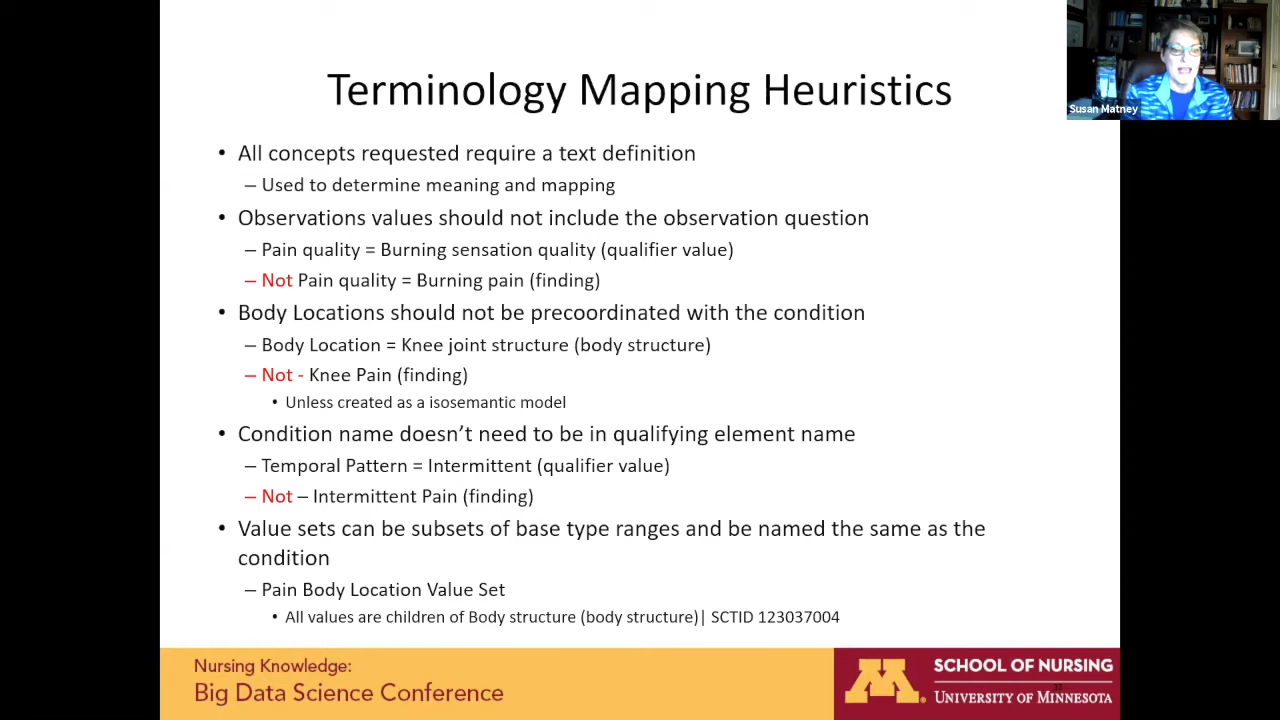 Terminology Mapping Heuristics
Susan Matney
• All concepts requested require a text definition
– Used to determine meaning and mapping
• Observations values should not include the observation question
– Pain quality = Burning sensation quality (qualifier value)
– Not Pain quality = Burning pain (finding)
• Body Locations should not be precoordinated with the condition
– Body Location = Knee joint structure (body structure)
– Not - Knee Pain (finding)
• Unless created as a isosemantic model
• Condition name doesn’t need to be in qualifying element name
– Temporal Pattern = Intermittent (qualifier value)
– Not – Intermittent Pain (finding)
• Value sets can be subsets of base type ranges and be named the same as the
condition
– Pain Body Location Value Set
• All values are children of Body structure (body structure)| SCTID 123037004
Nursing Knowledge:
Big Data Science Conference
M
SCHOOL OF NURSING
UNIVERSITY OF MINNESOTA